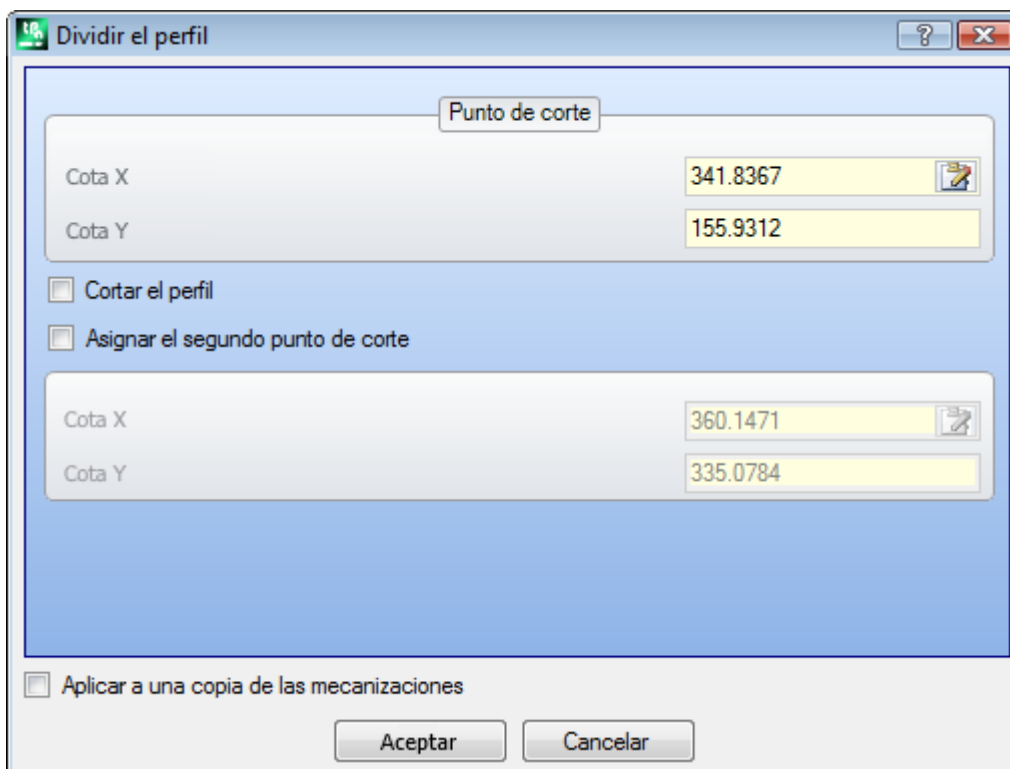 Dividir el perfil
Punto de corte
Cota X 341.8367
Cota Y 155.9312
Cortar el perfil
Asignar el segundo punto de corte
Cota X 360.1471
Cota Y 335.0784
Aplicar a una copia de las mecanizaciones
Aceptar Cancelar